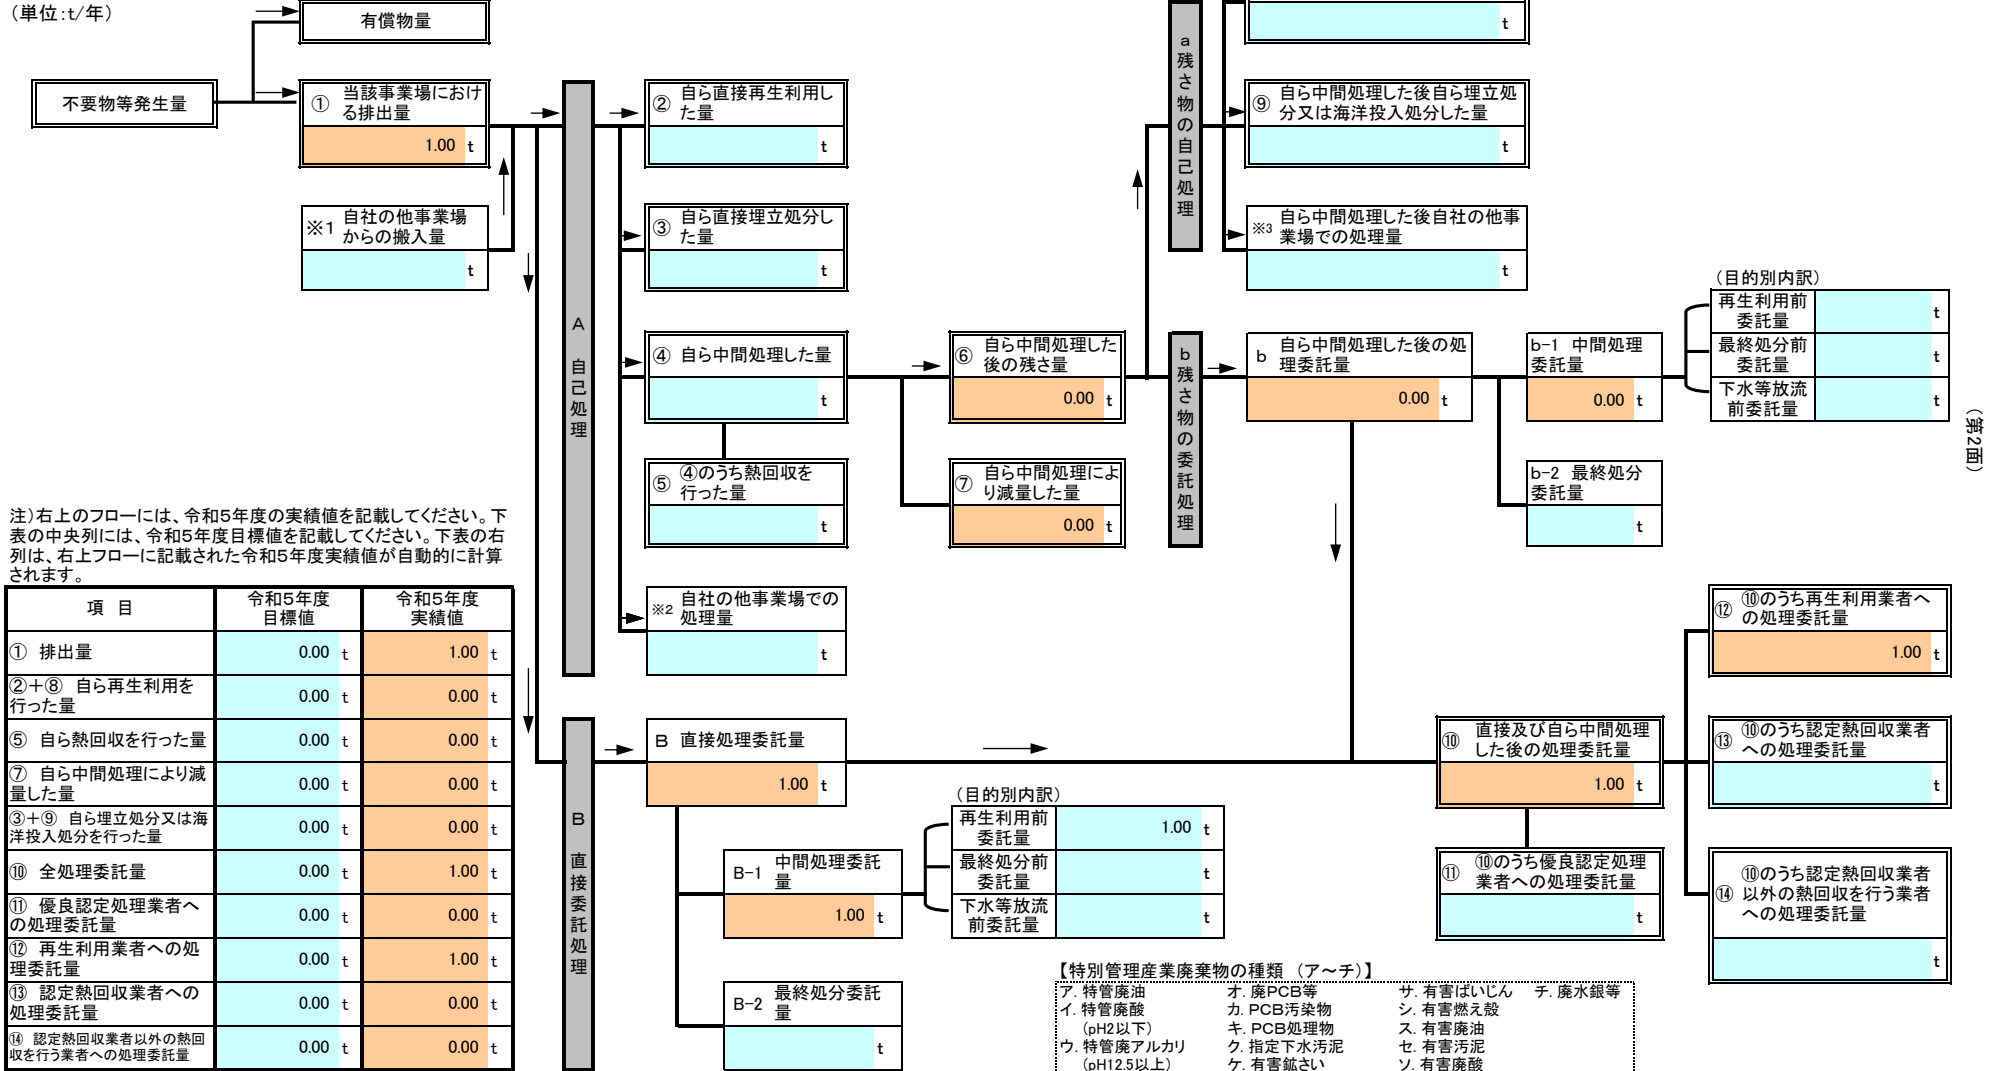 （単位：t/年）
有償物量
不要物等発生量
① 当該事業場におけ
る排出量
1.00 t
※1 自社の他事業場
からの搬入量
t
A 自己処理
② 自ら直接再生利用し
た量
t
③ 自ら直接埋立処分し
た量
t
④ 自ら中間処理した量
t
⑤ ④のうち熱回収を
行った量
t
※2 自社の他事業場での
処理量
t
⑥ 自ら中間処理した
後の残さ量
0.00 t
⑦ 自ら中間処理によ
り減量した量
0.00 t
a 残さ物の自己処理
t
⑨ 自ら中間処理した後自ら埋立処
分又は海洋投入処分した量
t
※3 自ら中間処理した後自社の他事
業場での処理量
t
b 残さ物の委託処理
b 自ら中間処理した後の処
理委託量
0.00 t
b-1 中間処理
委託量
0.00 t
b-2 最終処分
委託量
t
（目的別内訳）
再生利用前
委託量
t
最終処分前
委託量
t
下水等放流
前委託量
t
（第2面）
注）右上のフローには、令和5年度の実績値を記載してください。下
表の中央列には、令和5年度目標値を記載してください。下表の右
列は、右上フローに記載された令和5年度実績値が自動的に計算
されます。
項 目 令和5年度 令和5年度
目標値 実績値
① 排出量 0.00 t 1.00 t
②＋⑧ 自ら再生利用を
行った量 0.00 t 0.00 t
⑤ 自ら熱回収を行った量 0.00 t 0.00 t
⑦ 自ら中間処理により減
量した量 0.00 t 0.00 t
③＋⑨ 自ら埋立処分又は海
洋投入処分を行った量 0.00 t 0.00 t
⑩ 全処理委託量 0.00 t 1.00 t
⑪ 優良認定処理業者へ
の処理委託量 0.00 t 0.00 t
⑫ 再生利用業者への処
理委託量 0.00 t 1.00 t
⑬ 認定熱回収業者への
処理委託量 0.00 t 0.00 t
⑭ 認定熱回収業者以外の熱回
収を行う業者への処理委託量 0.00 t 0.00 t
B 直接委託処理
B 直接処理委託量
1.00 t
B-1 中間処理委託
量
1.00 t
B-2 最終処分委託
量
t
（目的別内訳）
再生利用前
委託量
1.00 t
最終処分前
委託量
t
下水等放流
前委託量
t
⑩ 直接及び自ら中間処理
した後の処理委託量
1.00 t
⑪ ⑩のうち優良認定処理
業者への処理委託量
t
⑫ ⑩のうち再生利用業者へ
の処理委託量
1.00 t
⑬ ⑩のうち認定熱回収業者
への処理委託量
t
⑭ ⑩のうち認定熱回収業者
以外の熱回収を行う業者
への処理委託量
t
【特別管理産業廃棄物の種類 （ア～チ）】
ア. 特管廃油 オ. 廃PCB等 サ. 有害ばいじん チ. 廃水銀等
イ. 特管廃酸 カ. PCB汚染物 シ. 有害燃え殻
（pH2以下） キ. PCB処理物 ス. 有害廃油
ウ. 特管廃アルカリ ク. 指定下水汚泥 セ. 有害汚泥
（pH12.5以上） ケ. 有害鉱さい ソ. 有害廃酸